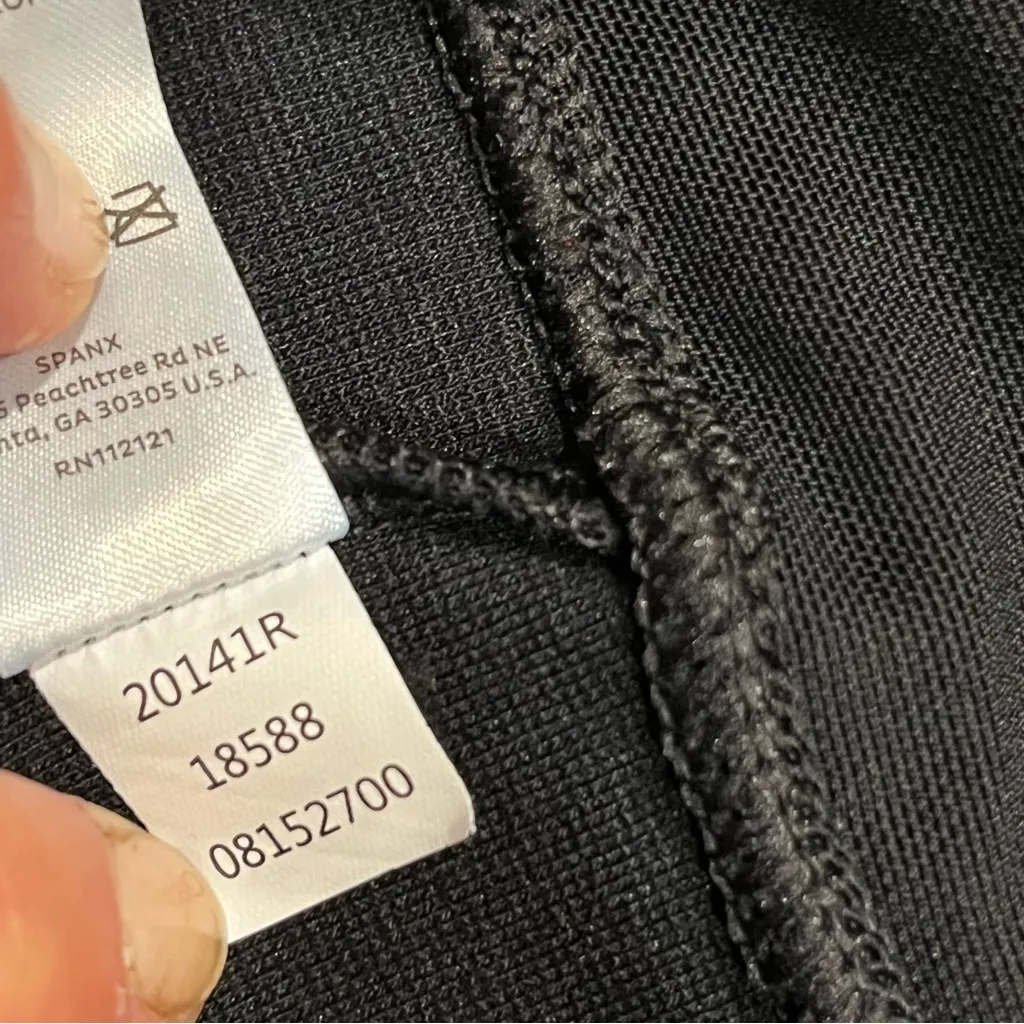 SPANX
Peachtree Rd NE
GA 30305 U.S.A.
RN112121
20141R
18588
08152700